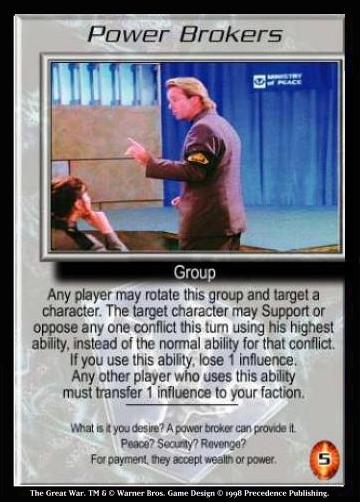 Power Brokers
MINISTRY
of PEACE
Group
Any player may rotate this group and target a
character. The target character may Support or
oppose any one conflict this turn using his highest
ability, instead of the normal ability for that conflict.
If you use this ability, lose 1 influence.
Any other player who uses this ability
must transfer 1 influence to your faction.
What is it you desire? A power broker can provide it.
Peace? Security? Revenge?
For payment, they accept wealth or power.
5
The Great War. TM & © Warner Bros. Game Design © 1998 Precedence Publishing.